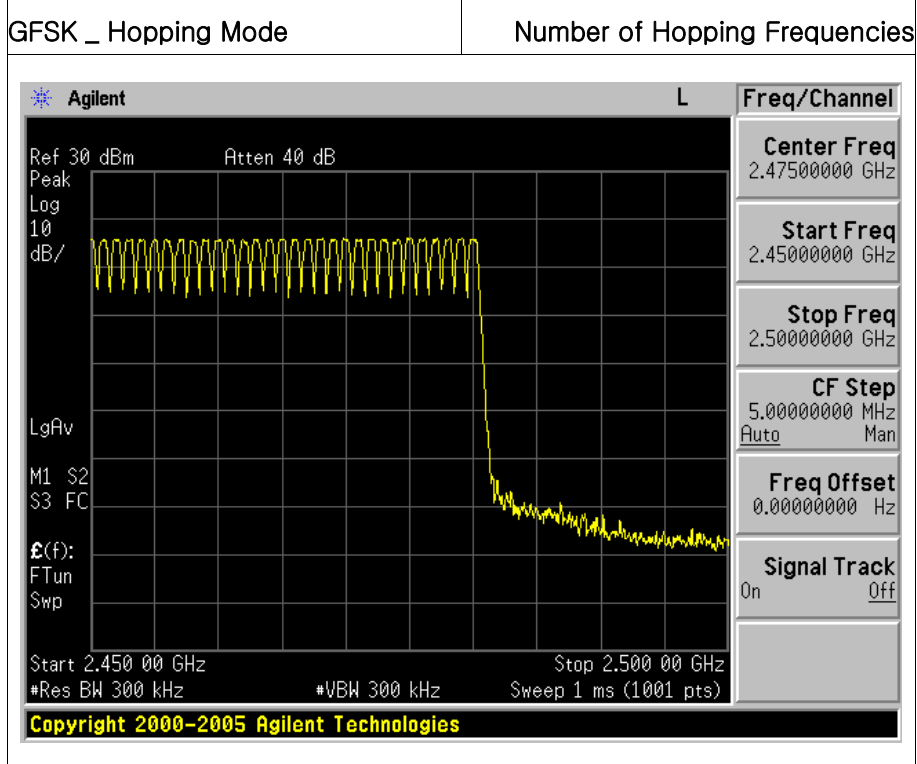 GFSK _ Hopping Mode
Number of Hopping Frequencies
Agilent
L
Freq/Channel
Ref 30 dBm
Atten 40 dB
Peak
Log
10
dB/
LgAv
M1 S2
S3 FC
£(f):
FTun
Swp
Start 2.450 00 GHz
Stop 2.500 00 GHz
#Res BW 300 kHz
#VBW 300 kHz
Sweep 1 ms (1001 pts)
Copyright 2000-2005 Agilent Technologies
Center Freq
2.47500000 GHz
Start Freq
2.45000000 GHz
Stop Freq
2.50000000 GHz
CF Step
5.00000000 MHz
Auto Man
Freq Offset
0.00000000 Hz
Signal Track
On Off